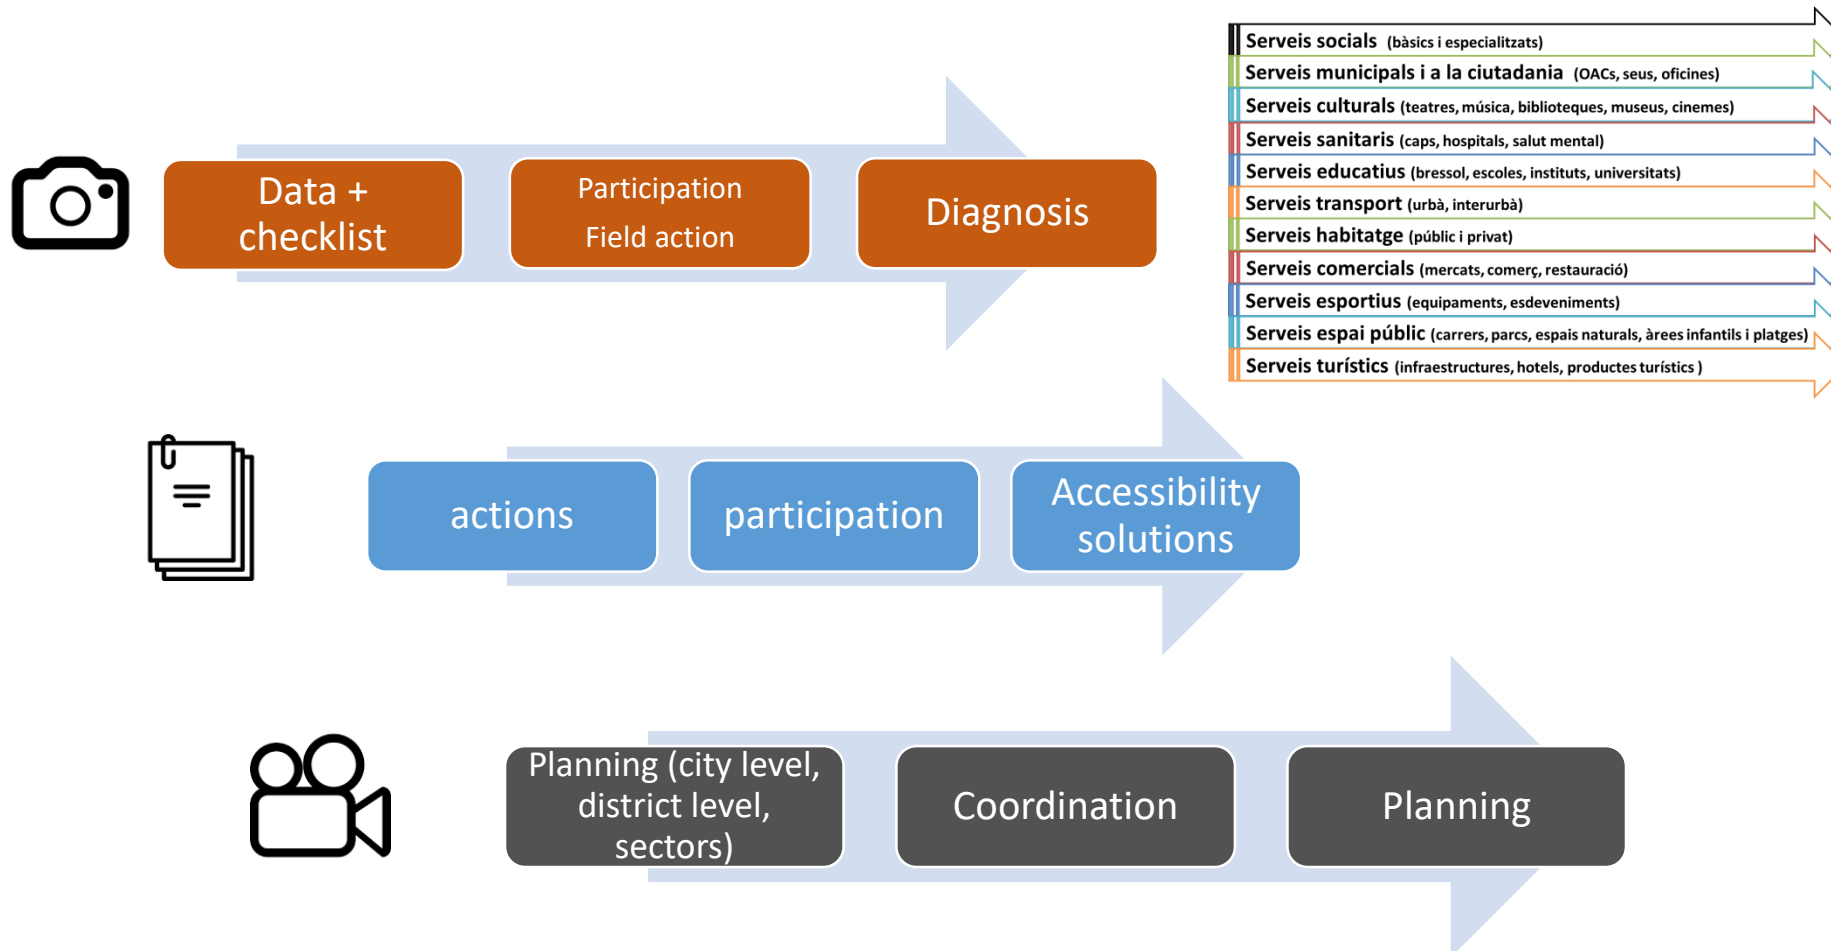 Data +
checklist
Participation
Field action
Diagnosis
Serveis socials (bàsics i especialitzats)
Serveis municipals i a la ciutadania (OACs, seus, oficines)
Serveis culturals (teatres, música, biblioteques, museus, cinemes)
Serveis sanitaris (caps, hospitals, salut mental)
Serveis educatius (bressol, escoles, instituts, universitats)
Serveis transport (urbà, interurbà)
Serveis habitatge (públic i privat)
Serveis comercials (mercats, comerç, restauració)
Serveis esportius (equipaments, esdeveniments)
Serveis espai públic (carrers, parcs, espais naturals, àrees infantils i platges)
Serveis turístics (infraestructures, hotels, productes turístics )
actions
participation
Accessibility
solutions
Planning (city level,
district level,
sectors)
Coordination
Planning